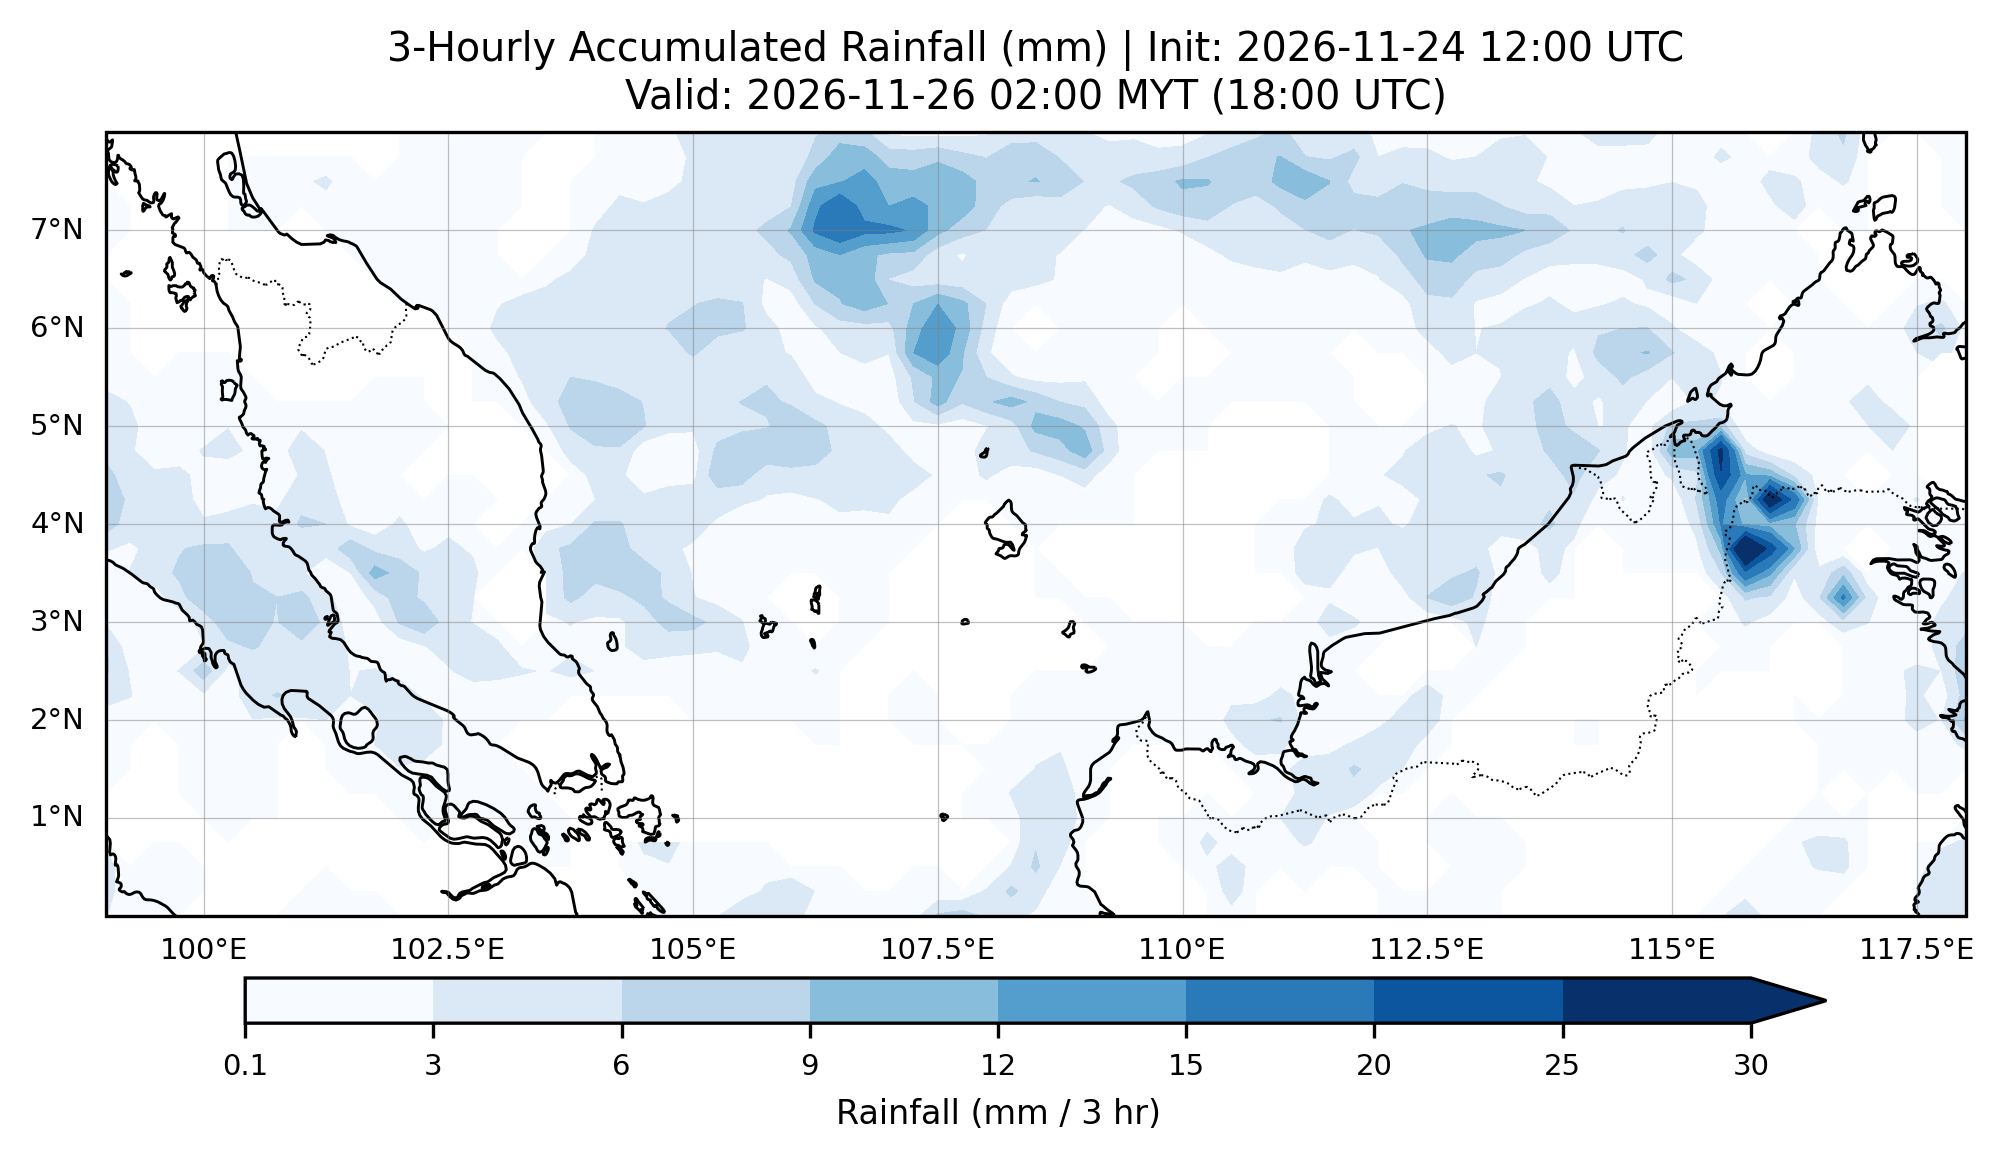 3-Hourly Accumulated Rainfall (mm) | Init: 2026-11-24 12:00 UTC
Valid: 2026-11-26 02:00 MYT (18:00 UTC)
7°N
6°N
5°N
4°N
3°N
2°N
1°N
100°E 102.5°E 105°E 107.5°E 110°E 112.5°E 115°E 117.5°E
0.1 3 6 9 12 15 20 25 30
Rainfall (mm / 3 hr)